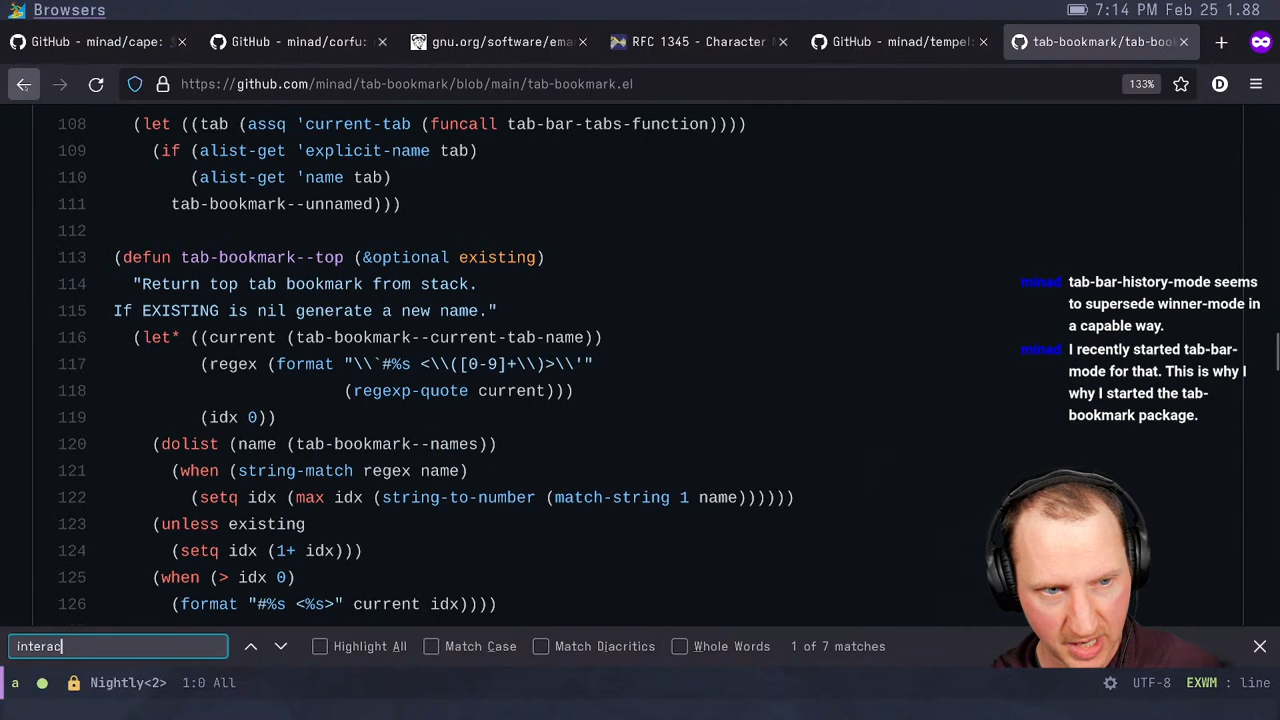 Browsers
7:14 PM Feb 25 1.88
GitHub - minad/cape: GitHub - minad/corfu: gnu.org/software/ema RFC 1345 - Character GitHub - minad/tempel: tab-bookmark/tab-boo
https://github.com/minad/tab-bookmark/blob/main/tab-bookmark.el 133% D
108 (let ((tab (assq 'current-tab (funcall tab-bar-tabs-function))))
109 (if (alist-get 'explicit-name tab)
110 (alist-get 'name tab)
111 tab-bookmark--unnamed)))
112
113 (defun tab-bookmark--top (&optional existing)
114 "Return top tab bookmark from stack.
115 If EXISTING is nil generate a new name."
116 (let* ((current (tab-bookmark--current-tab-name))
117 (regex (format "\\`#%s <\\([0-9]+\\)>\\'"
118 (regexp-quote current)))
119 (idx 0))
120 (dolist (name (tab-bookmark--names))
121 (when (string-match regex name)
122 (setq idx (max idx (string-to-number (match-string 1 name))))))
123 (unless existing
124 (setq idx (1+ idx)))
125 (when (> idx 0)
126 (format "#%s <%s>" current idx))))
minad tab-bar-history-mode seems
to supersede winner-mode in
a capable way.
minad I recently started tab-bar-
mode for that. This is why I
why I started the tab-
bookmark package.
interac Highlight All Match Case Match Diacritics Whole Words 1 of 7 matches
a Nightly<2> 1:0 All UTF-8 EXWM : line